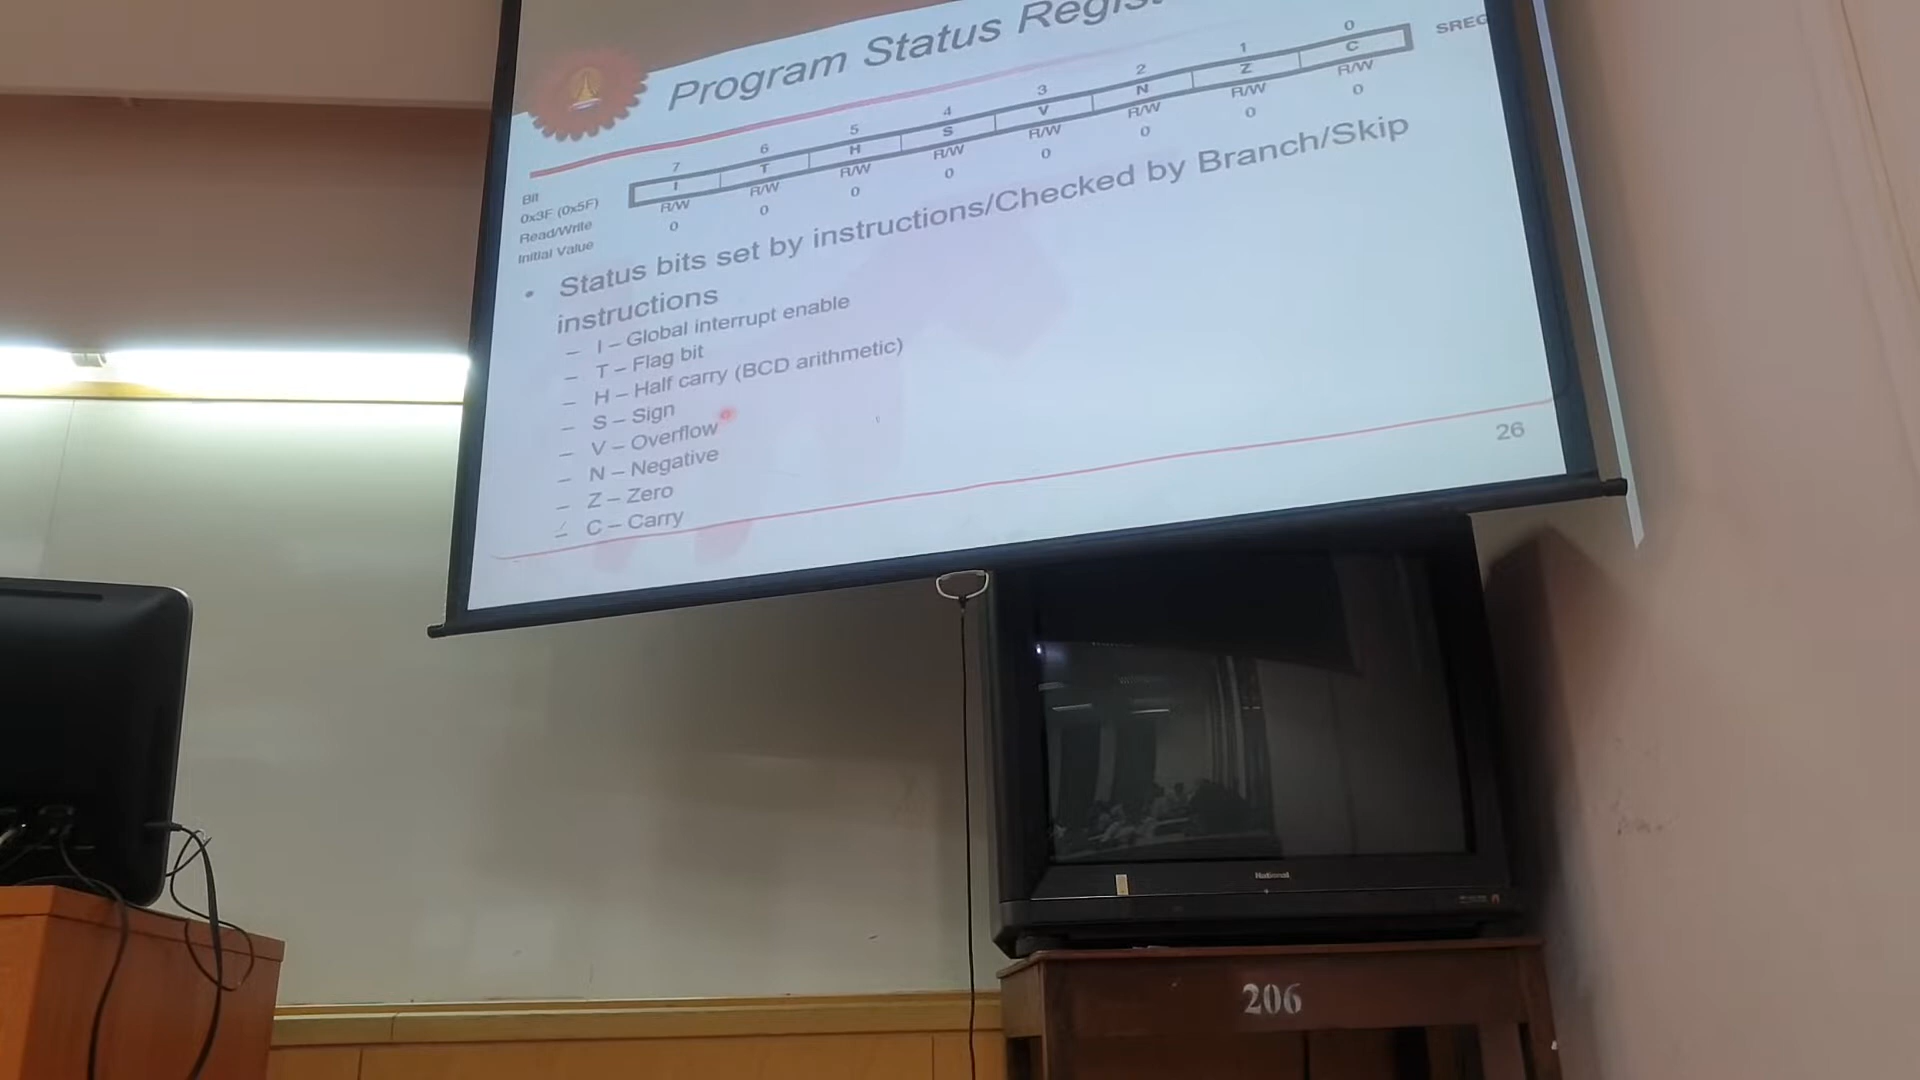 Program Status
7 6 5 4 3 2 1 0
Bit
0x3F (0x5F) I T H S V N Z C SREG
Read/Write R/W R/W R/W R/W R/W R/W R/W R/W
Initial Value 0 0 0 0 0 0 0 0
• Status bits set by instructions/Checked by Branch/Skip
instructions
– I – Global interrupt enable
– T – Flag bit
– H – Half carry (BCD arithmetic)
– S – Sign
– V – Overflow
– N – Negative
– Z – Zero
– C – Carry
26
National
206